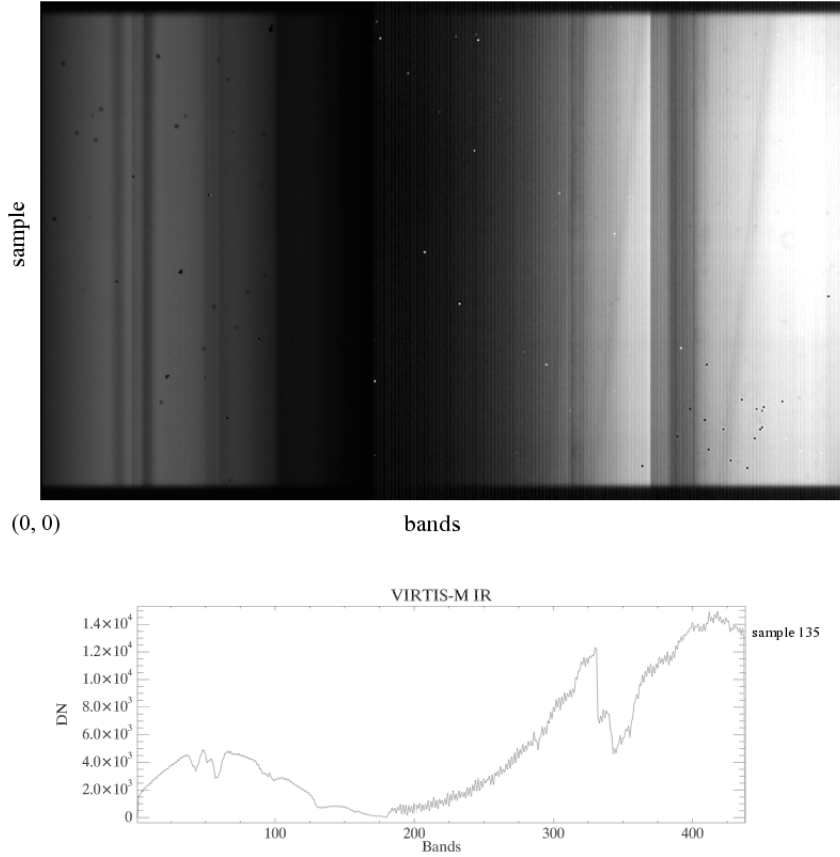 sample
(0, 0)
bands
VIRTIS-M IR
1.4×10⁴
1.2×10⁴
1.0×10⁴
8.0×10³
6.0×10³
4.0×10³
2.0×10³
0
DN
sample 135
100
200
300
400
Bands